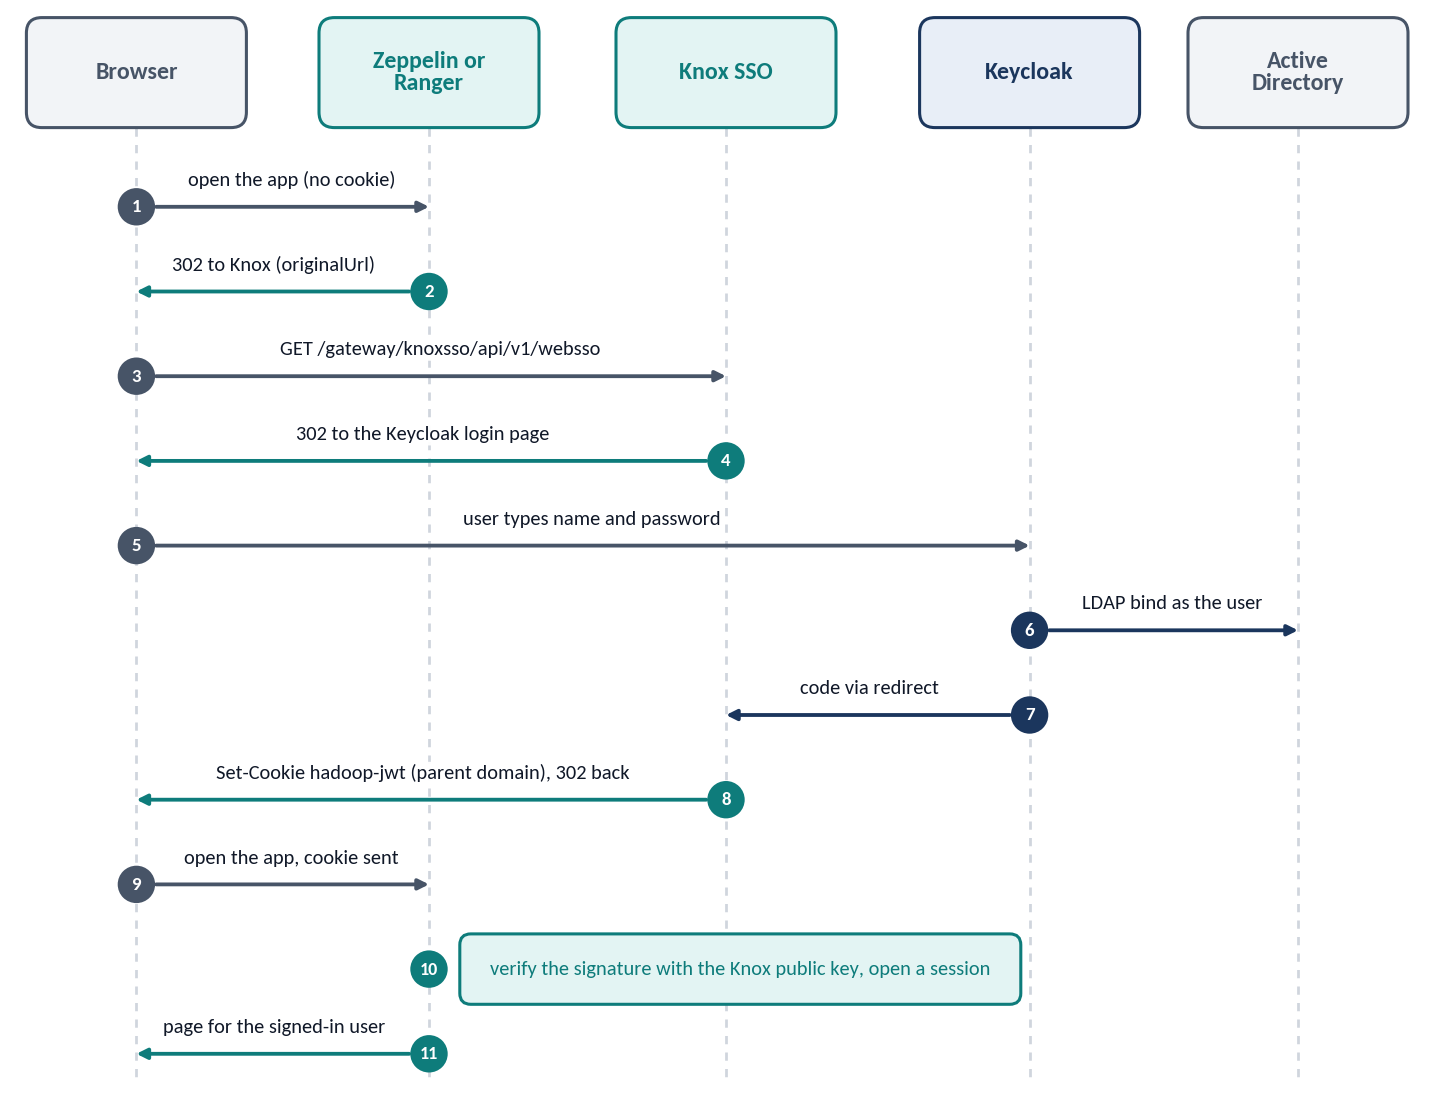 Browser
Zeppelin or
Ranger
Knox SSO
Keycloak
Active
Directory
open the app (no cookie)
1
302 to Knox (originalUrl)
2
GET /gateway/knoxsso/api/v1/websso
3
302 to the Keycloak login page
4
user types name and password
5
LDAP bind as the user
6
code via redirect
7
Set-Cookie hadoop-jwt (parent domain), 302 back
8
open the app, cookie sent
9
10
verify the signature with the Knox public key, open a session
page for the signed-in user
11